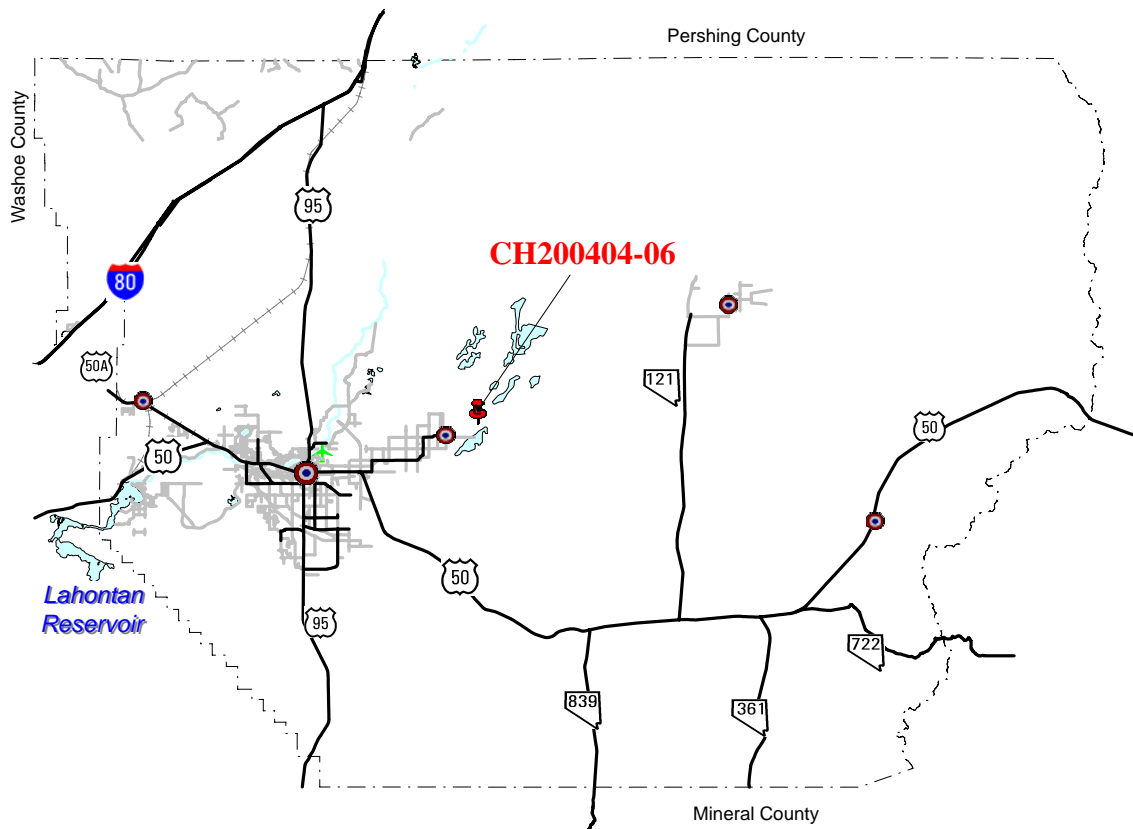 Pershing County
Washoe County
95
CH200404-06
80
50A
121
50
50
50
Lahontan
Reservoir
95
722
839
361
Mineral County